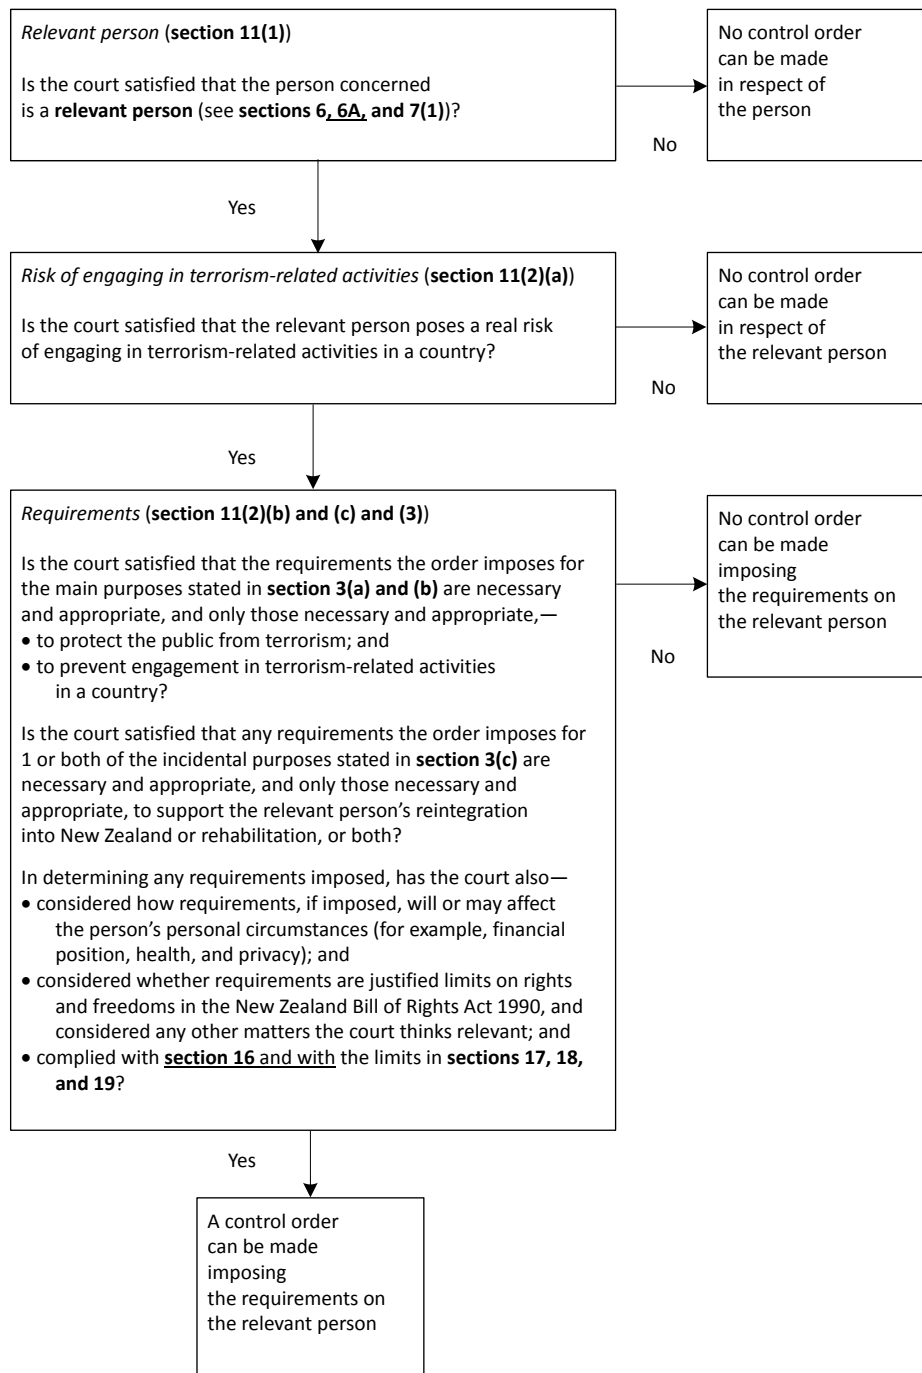 Relevant person (section 11(1))
Is the court satisfied that the person concerned
is a relevant person (see sections 6, 6A, and 7(1))?
No control order
can be made
in respect of
the person
No
Yes
Risk of engaging in terrorism-related activities (section 11(2)(a))
Is the court satisfied that the relevant person poses a real risk
of engaging in terrorism-related activities in a country?
No control order
can be made
in respect of
the relevant person
No
Yes
Requirements (section 11(2)(b) and (c) and (3))
Is the court satisfied that the requirements the order imposes for
the main purposes stated in section 3(a) and (b) are necessary
and appropriate, and only those necessary and appropriate,—
• to protect the public from terrorism; and
• to prevent engagement in terrorism-related activities
in a country?
Is the court satisfied that any requirements the order imposes for
1 or both of the incidental purposes stated in section 3(c) are
necessary and appropriate, and only those necessary and
appropriate, to support the relevant person's reintegration
into New Zealand or rehabilitation, or both?
In determining any requirements imposed, has the court also—
• considered how requirements, if imposed, will or may affect
the person's personal circumstances (for example, financial
position, health, and privacy); and
• considered whether requirements are justified limits on rights
and freedoms in the New Zealand Bill of Rights Act 1990, and
considered any other matters the court thinks relevant; and
• complied with section 16 and with the limits in sections 17, 18,
and 19?
No control order
can be made
imposing
the requirements on
the relevant person
No
Yes
A control order
can be made
imposing
the requirements on
the relevant person